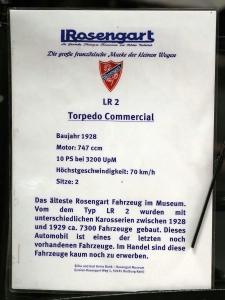 Rosengart
Die große französische Marke der kleinen Wagen
LR 2
Torpedo Commercial
Baujahr 1928
Motor: 747 ccm
10 PS bei 3200 UpM
Höchstgeschwindigkeit: 70 km/h
Sitze: 2
Das älteste Rosengart Fahrzeug im Museum.
Vom dem Typ LR 2 wurden mit
unterschiedlichen Karosserien zwischen 1928
und 1929 ca. 7300 Fahrzeuge gebaut. Dieses
Automobil ist eines der letzten noch
vorhandenen Fahrzeuge. Im Handel sind diese
Fahrzeuge kaum noch zu erwerben.